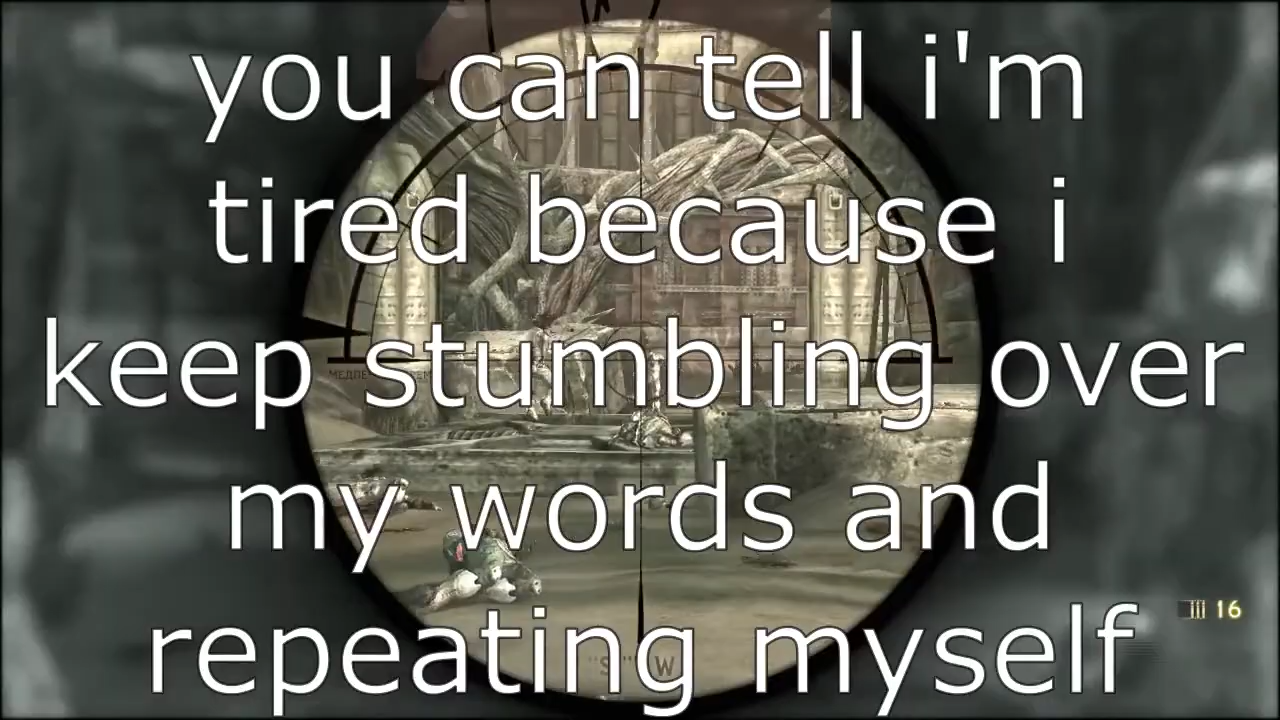 you can tell i'm
tired because i
keep stumbling over
my words and
repeating myself
16
"S" W